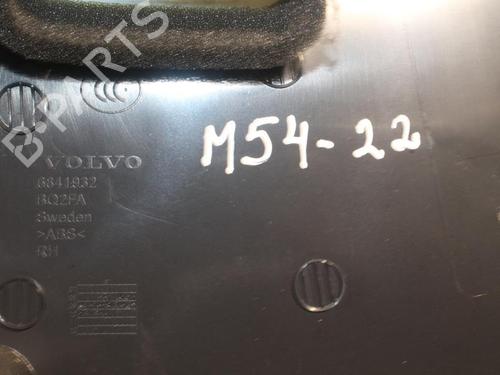 B-PARTS
M54-22
VOLVO
6841932
BQ2FA
Sweden
>ABS<
RH